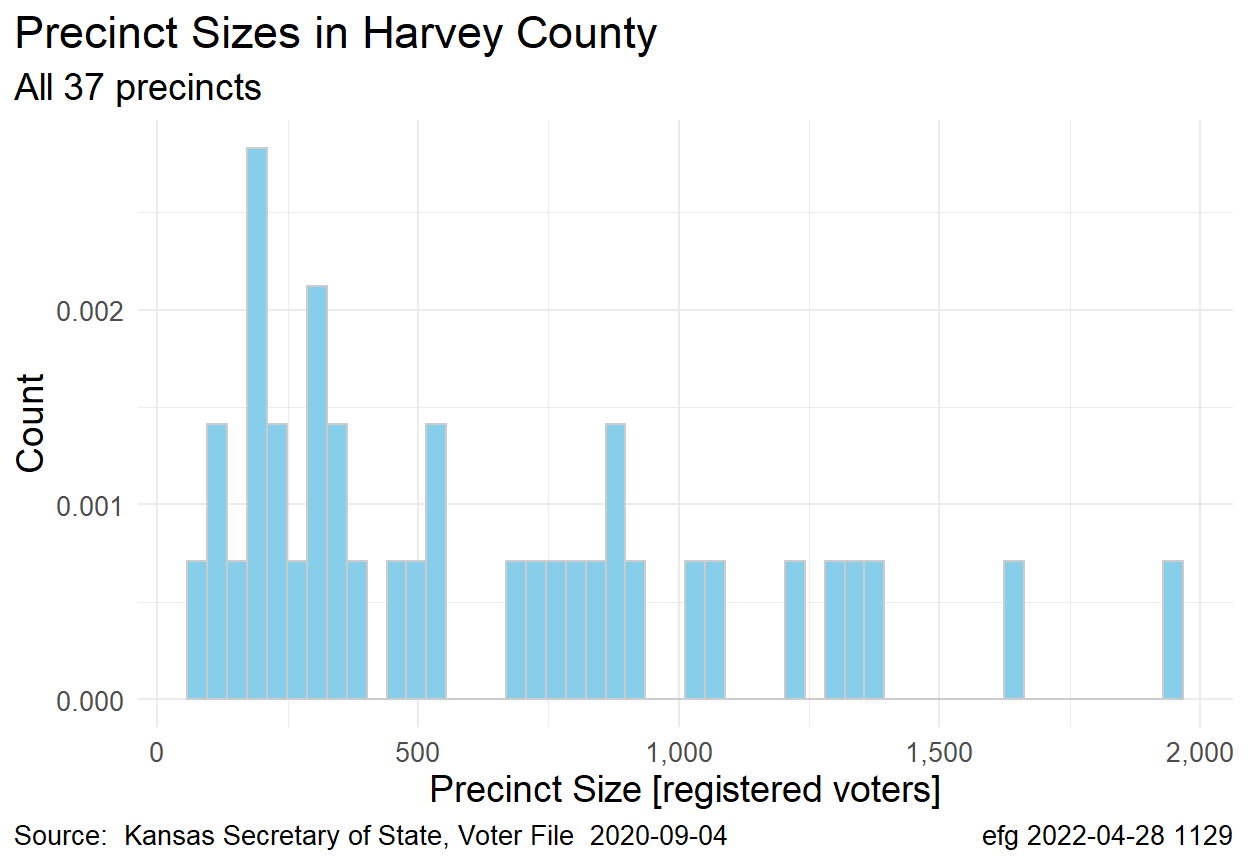 Precinct Sizes in Harvey County
All 37 precincts
Count
0.002
0.001
0.000
0 500 1,000 1,500 2,000
Precinct Size [registered voters]
Source:  Kansas Secretary of State, Voter File  2020-09-04 efg 2022-04-28 1129